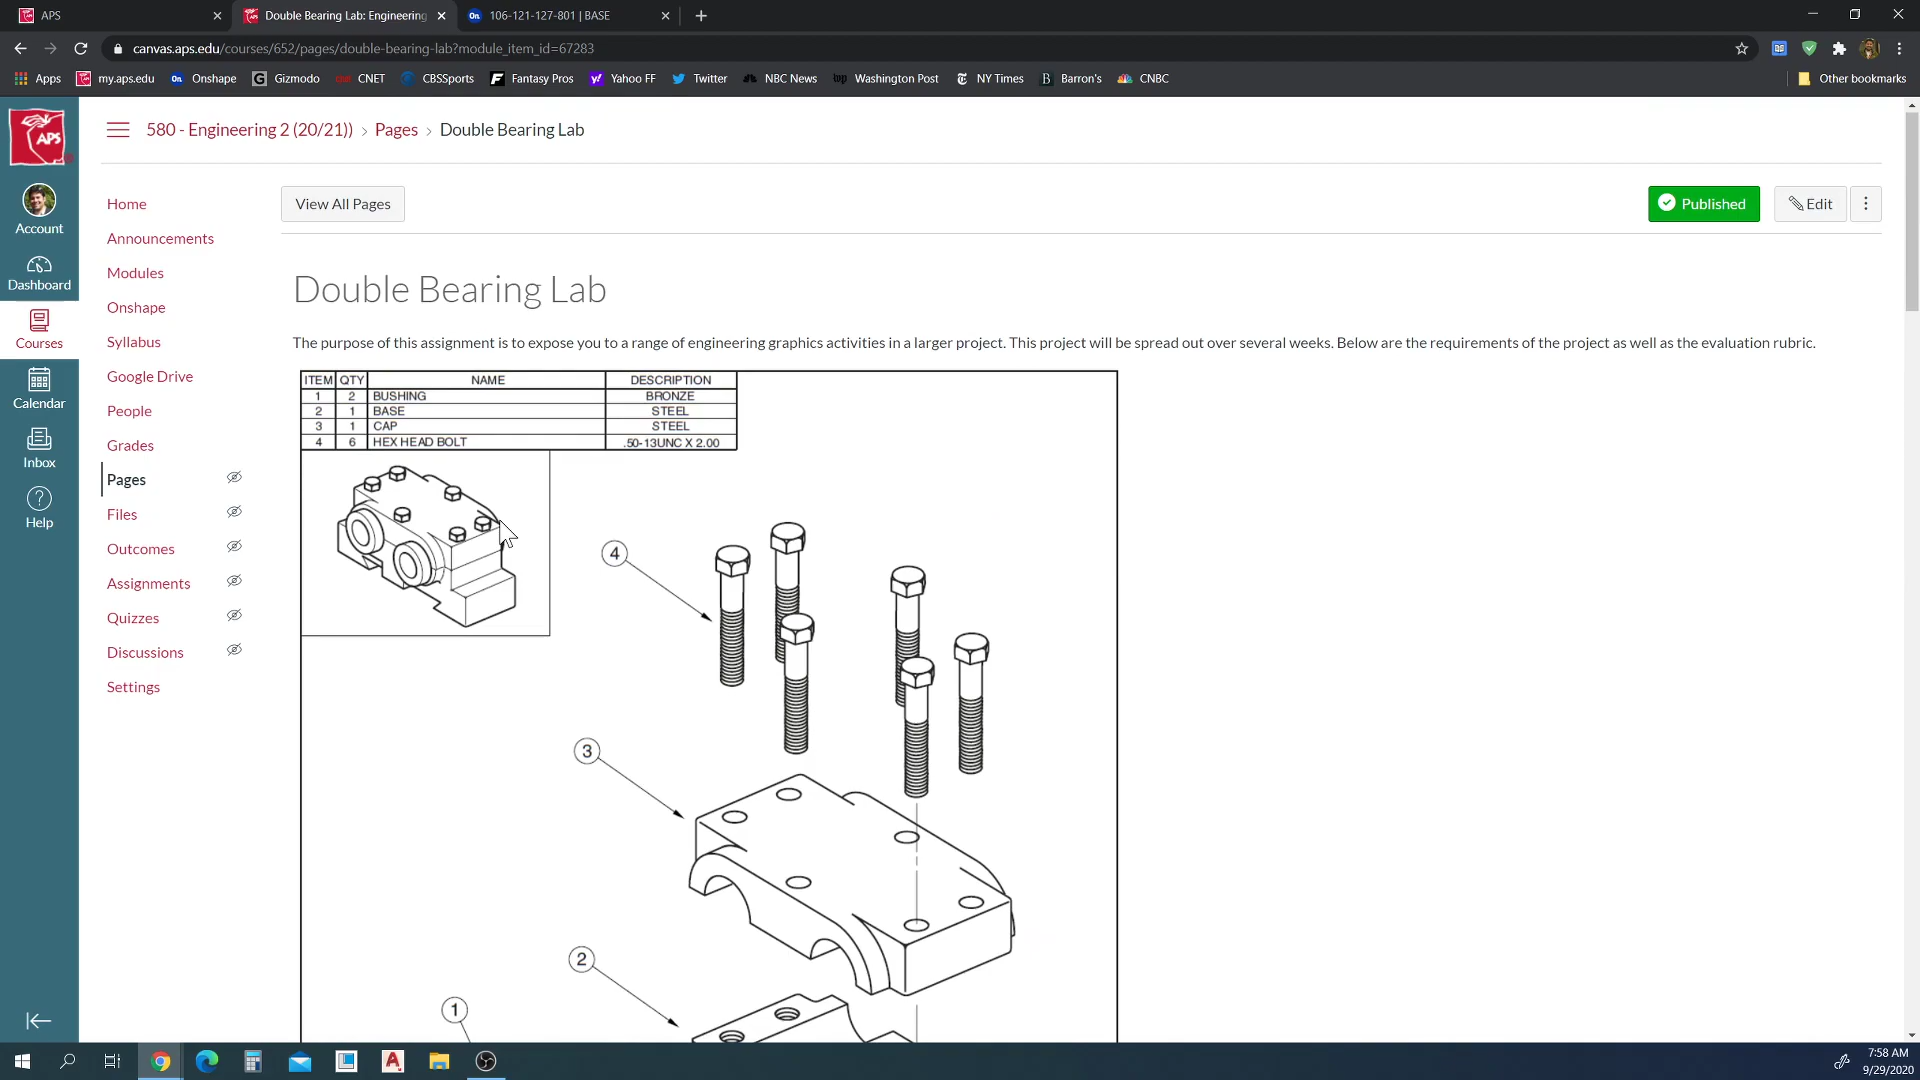 APS
Double Bearing Lab: Engineering
On 106-121-127-801 | BASE
canvas.aps.edu/courses/652/pages/double-bearing-lab?module_item_id=67283
Apps my.aps.edu On Onshape G Gizmodo CNET CBSSports F Fantasy Pros y! Yahoo FF Twitter NBC News wp Washington Post NY Times B Barron's CNBC Other bookmarks
APS
Account
Dashboard
Courses
Calendar
Inbox
Help
580 - Engineering 2 (20/21)) › Pages › Double Bearing Lab
Home
Announcements
Modules
Onshape
Syllabus
Google Drive
People
Grades
Pages
Files
Outcomes
Assignments
Quizzes
Discussions
Settings
View All Pages
Published
Edit
Double Bearing Lab
The purpose of this assignment is to expose you to a range of engineering graphics activities in a larger project. This project will be spread out over several weeks. Below are the requirements of the project as well as the evaluation rubric.
ITEM QTY NAME DESCRIPTION
1 2 BUSHING BRONZE
2 1 BASE STEEL
3 1 CAP STEEL
4 6 HEX HEAD BOLT .50-13UNC X 2.00
4
3
2
1
7:58 AM
9/29/2020